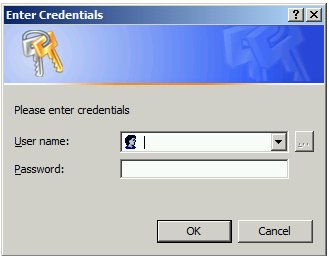 Enter Credentials
Please enter credentials
User name:
...
Password:
OK Cancel